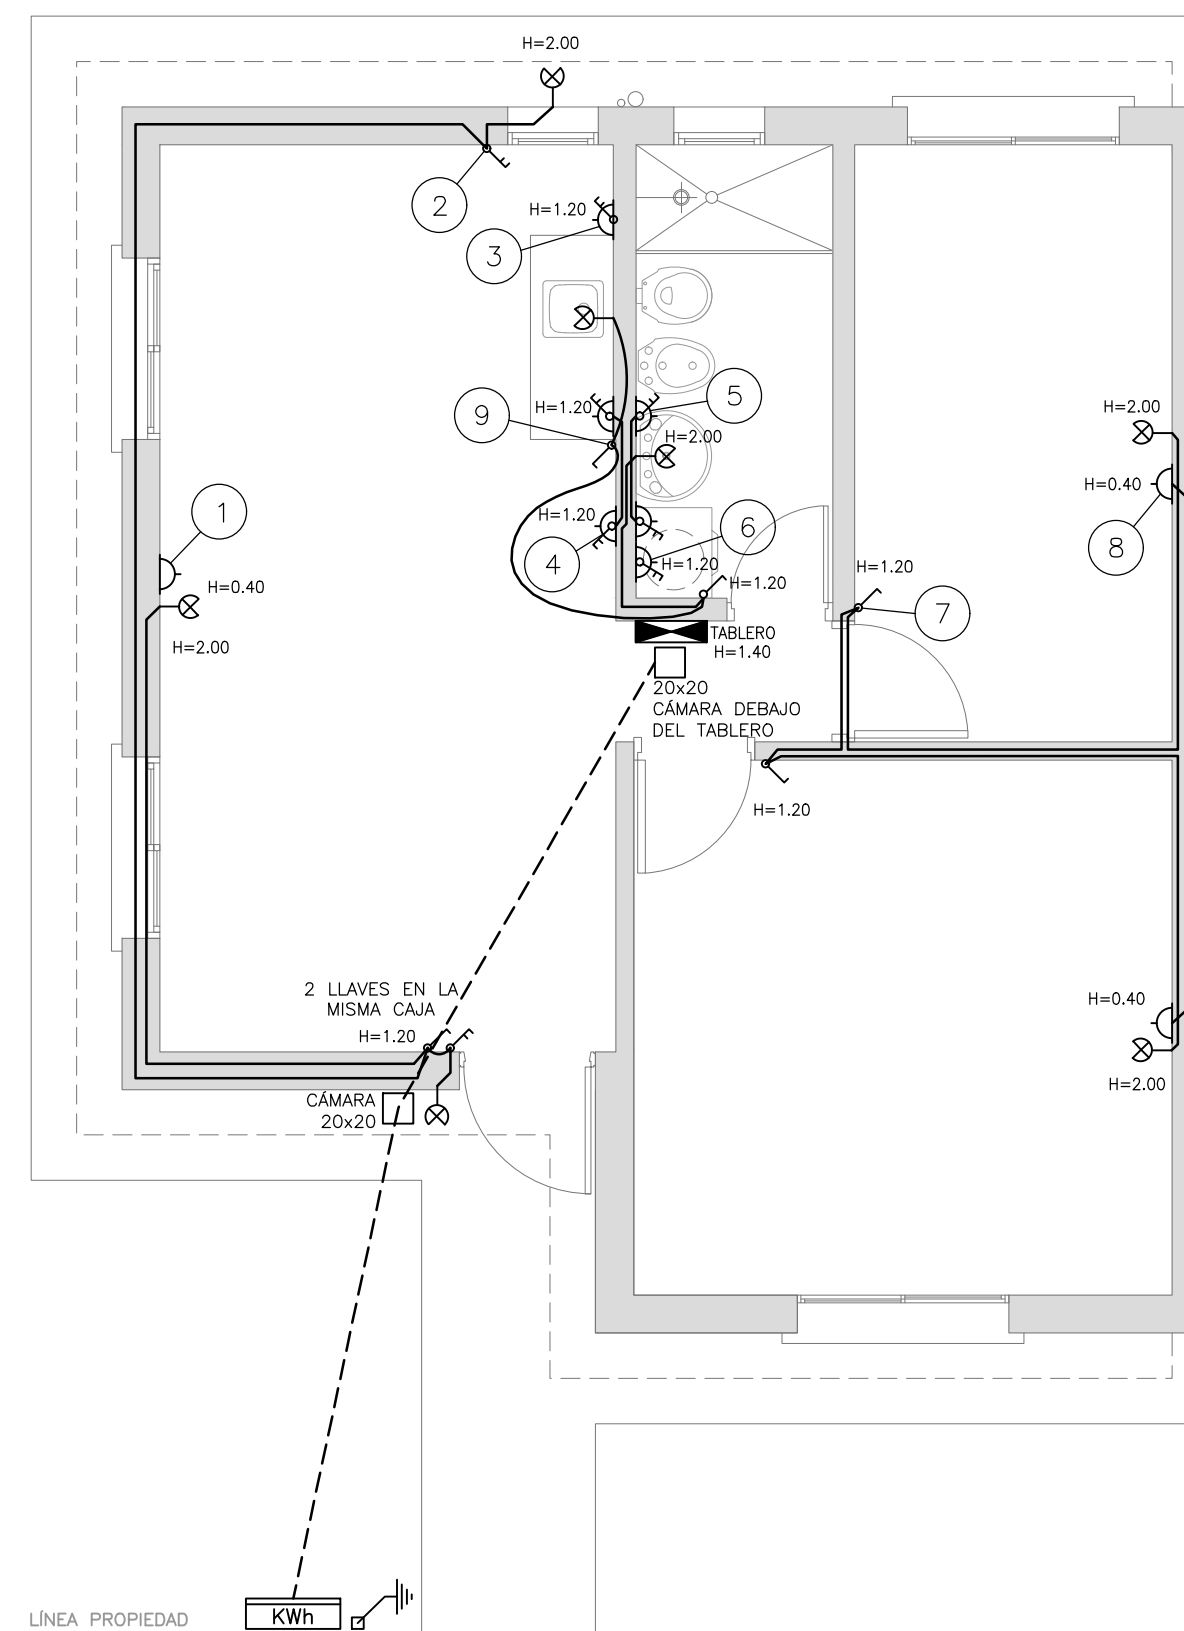 H=2.00
2
H=1.20
3
H=1.20
5
9
H=2.00
H=2.00
H=0.40
1
H=1.20
6
4
H=1.20
8
H=1.20
H=1.20
H=0.40
7
TABLERO
H=1.40
H=2.00
20x20
CÁMARA DEBAJO
DEL TABLERO
H=1.20
2 LLAVES EN LA
MISMA CAJA
H=1.20
H=0.40
H=2.00
CÁMARA
20x20
KWh
LÍNEA PROPIEDAD